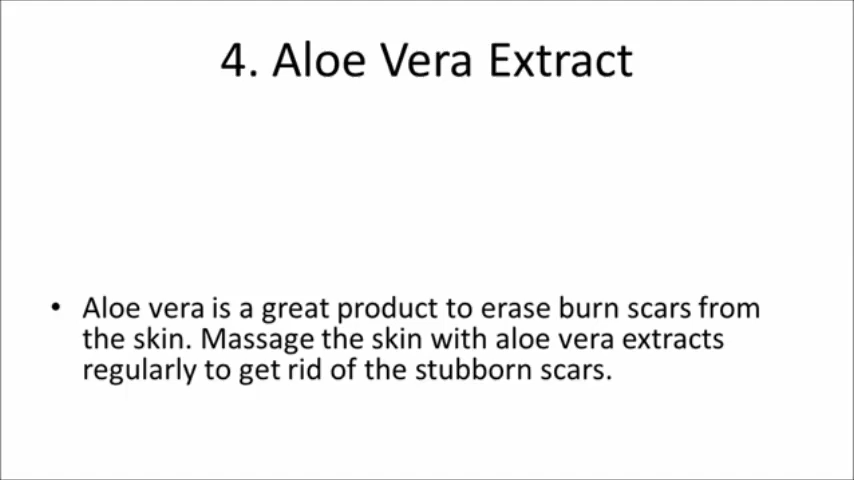 4. Aloe Vera Extract
• Aloe vera is a great product to erase burn scars from
the skin. Massage the skin with aloe vera extracts
regularly to get rid of the stubborn scars.